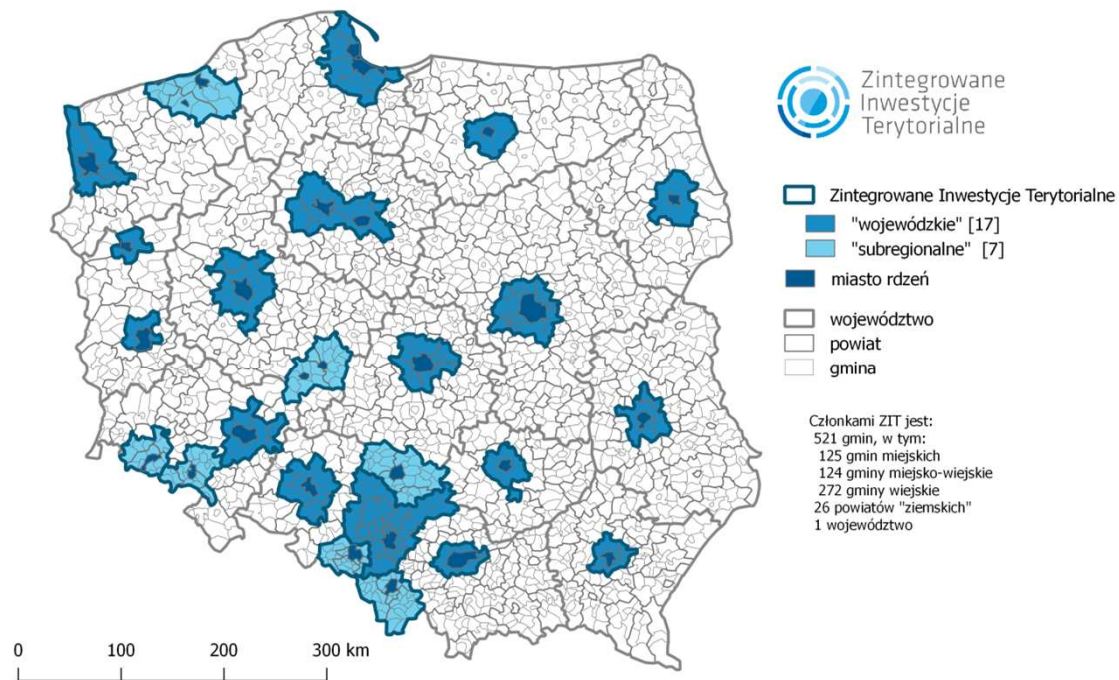 Zintegrowane
Inwestycje
Terytorialne
Zintegrowane Inwestycje Terytorialne
"wojewódzkie" [17]
"subregionalne" [7]
miasto rdzeń
województwo
powiat
gmina
Członkami ZIT jest:
521 gmin, w tym:
125 gmin miejskich
124 gminy miejsko-wiejskie
272 gminy wiejskie
26 powiatów "ziemskich"
1 województwo
0 100 200 300 km